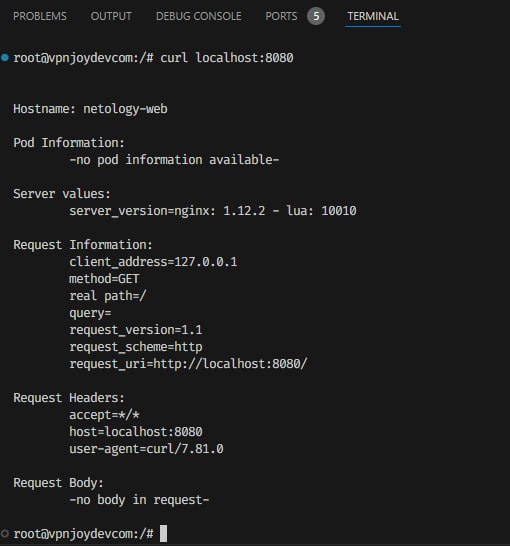 PROBLEMS OUTPUT DEBUG CONSOLE PORTS 5 TERMINAL
root@vpnjoydevcom:/# curl localhost:8080
Hostname: netology-web
Pod Information:
-no pod information available-
Server values:
server_version=nginx: 1.12.2 - lua: 10010
Request Information:
client_address=127.0.0.1
method=GET
real path=/
query=
request_version=1.1
request_scheme=http
request_uri=http://localhost:8080/
Request Headers:
accept=*/*
host=localhost:8080
user-agent=curl/7.81.0
Request Body:
-no body in request-
root@vpnjoydevcom:/#